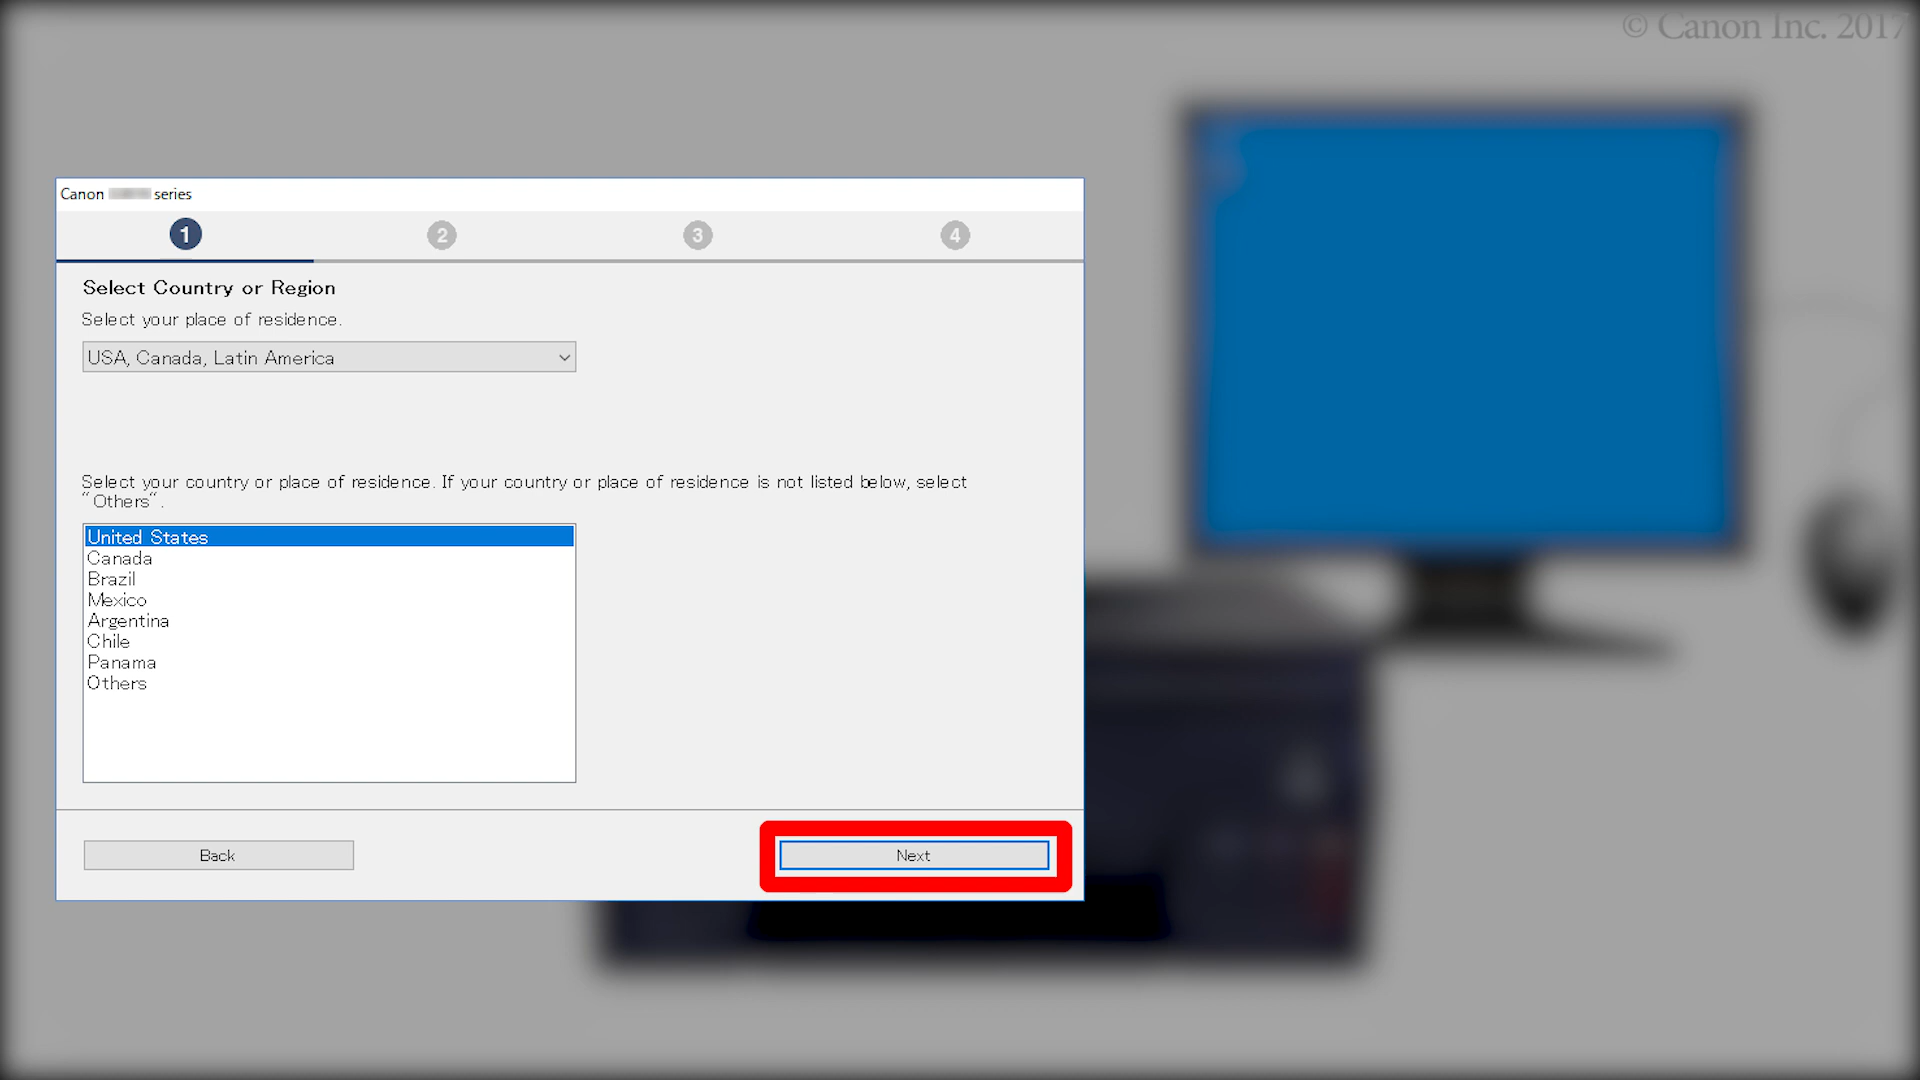 © Canon Inc. 2017
Canon series
1 2 3 4
Select Country or Region
Select your place of residence.
USA, Canada, Latin America
Select your country or place of residence. If your country or place of residence is not listed below, select
"Others".
United States
Canada
Brazil
Mexico
Argentina
Chile
Panama
Others
Back Next